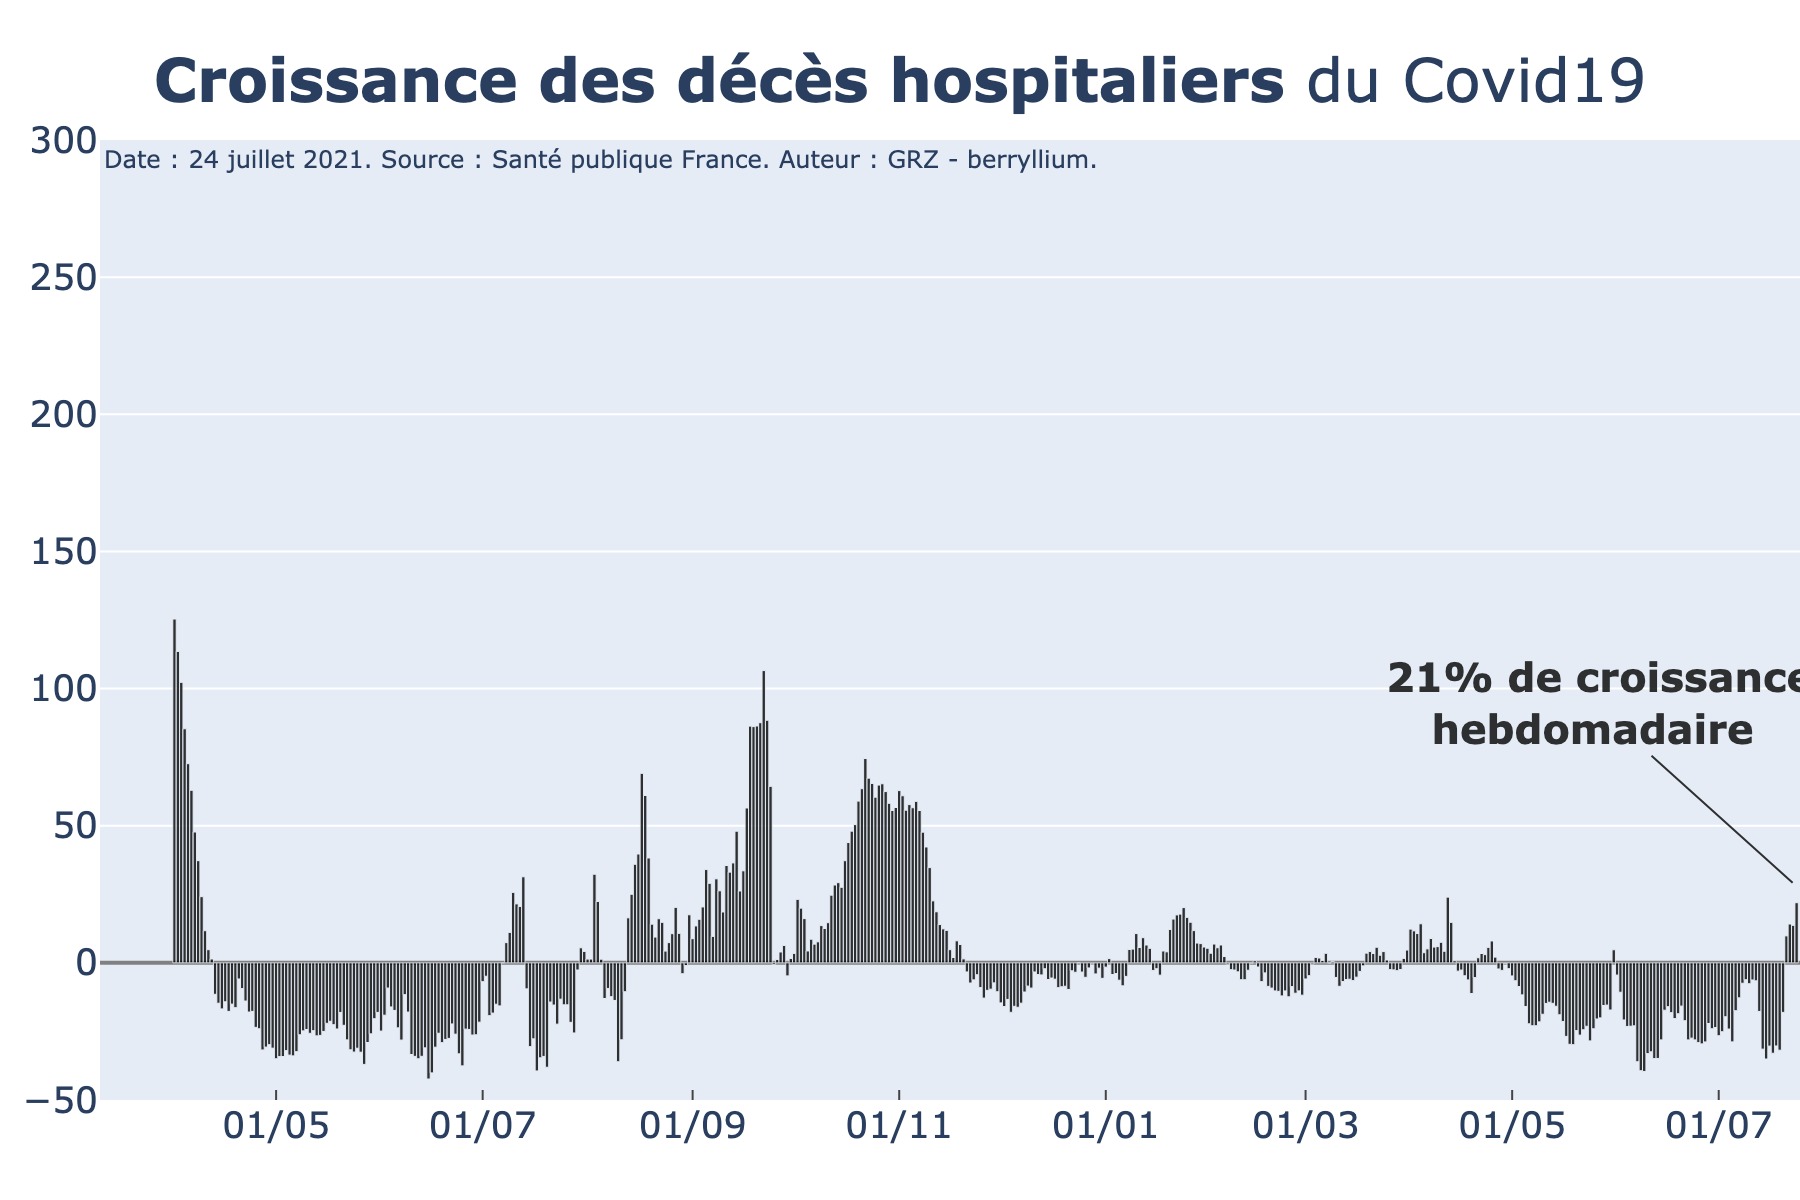 Croissance des décès hospitaliers du Covid19
300
Date : 24 juillet 2021. Source : Santé publique France. Auteur : GRZ - berryllium.
250
200
150
100
21% de croissance
hebdomadaire
50
0
−50
01/05 01/07 01/09 01/11 01/01 01/03 01/05 01/07